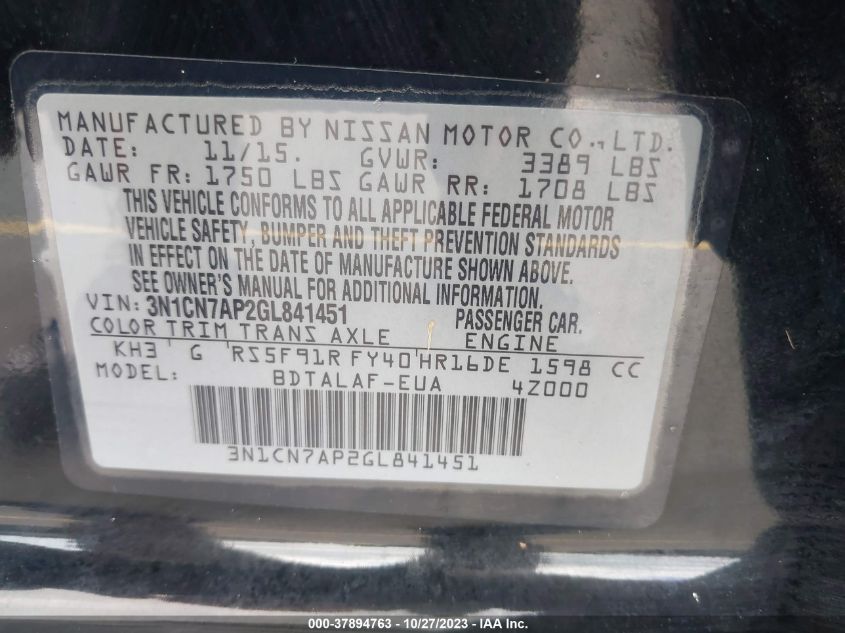 MANUFACTURED BY NISSAN MOTOR CO., LTD.
DATE: 11/15. GVWR: 3389 LBS
GAWR FR: 1750 LBS GAWR RR: 1708 LBS
THIS VEHICLE CONFORMS TO ALL APPLICABLE FEDERAL MOTOR
VEHICLE SAFETY, BUMPER AND THEFT PREVENTION STANDARDS
IN EFFECT ON THE DATE OF MANUFACTURE SHOWN ABOVE.
SEE OWNER'S MANUAL FOR ADDITIONAL INFORMATION.
VIN: 3N1CN7AP2GL841451 PASSENGER CAR.
COLOR TRIM TRANS AXLE ENGINE
KH3 G RS5F91R FY40 HR16DE 1598 CC
MODEL: BDTALAF-EUA 4Z000
3N1CN7AP2GL841451
000-37894763 - 10/27/2023 - IAA Inc.